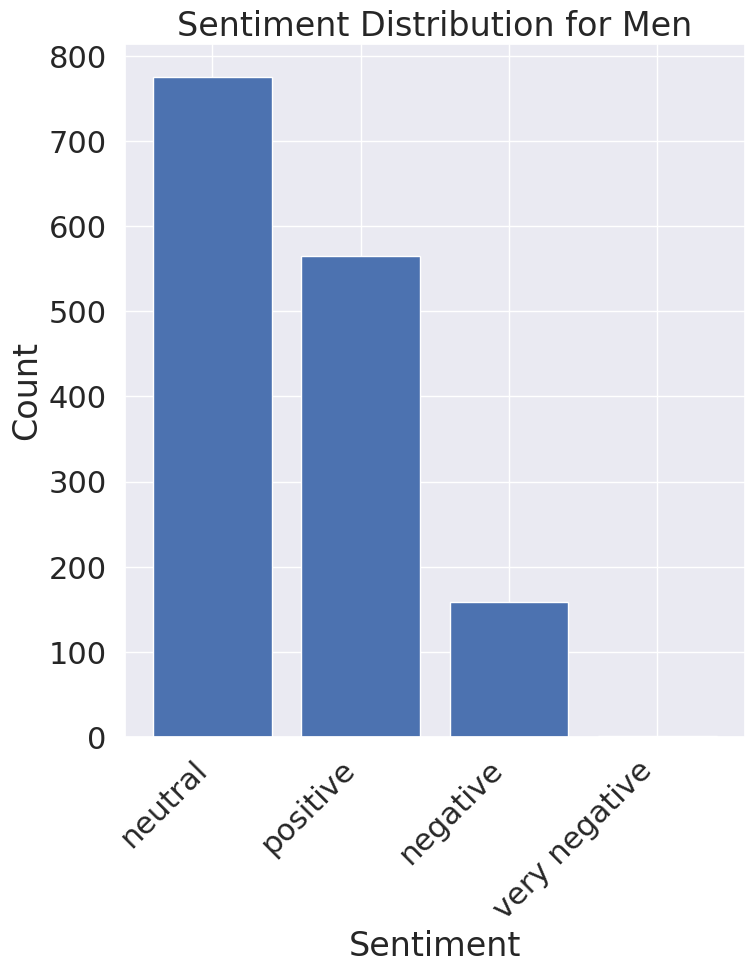 Sentiment Distribution for Men
800
700
600
500
400
300
200
100
0
Count
neutral
positive
negative
very negative
Sentiment